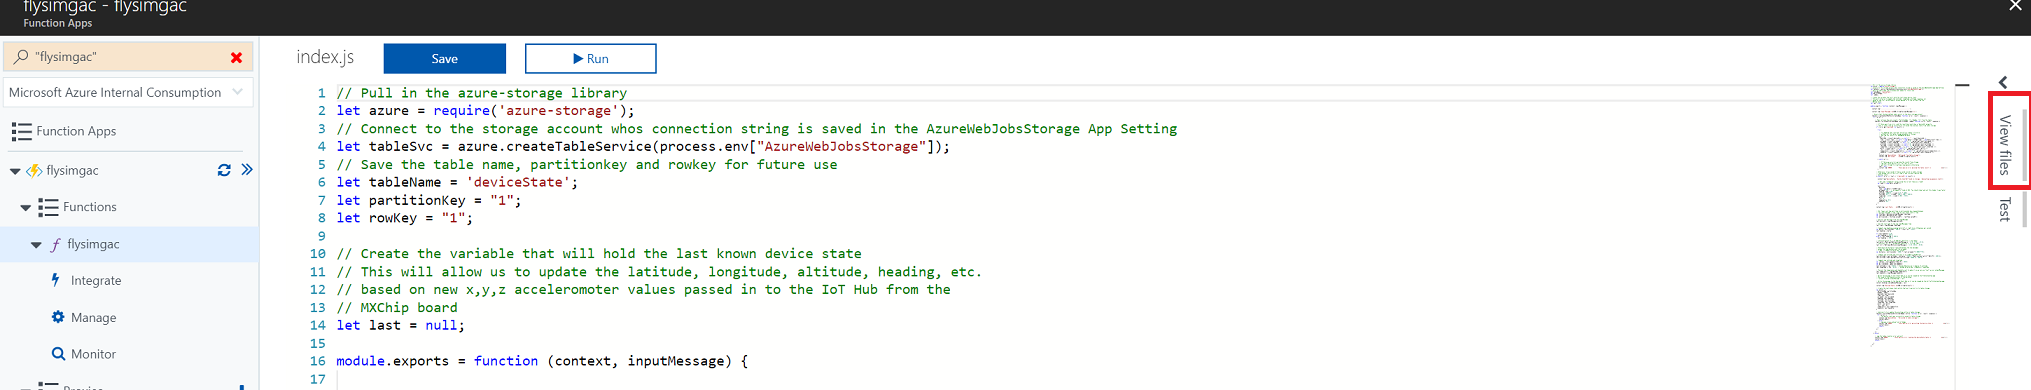 flysimgac - flysimgac
Function Apps
"flysimgac"
Microsoft Azure Internal Consumption
Function Apps
flysimgac
Functions
flysimgac
Integrate
Manage
Monitor
index.js
Save
Run
1 // Pull in the azure-storage library
2 let azure = require('azure-storage');
3 // Connect to the storage account whos connection string is saved in the AzureWebJobsStorage App Setting
4 let tableSvc = azure.createTableService(process.env["AzureWebJobsStorage"]);
5 // Save the table name, partitionkey and rowkey for future use
6 let tableName = 'deviceState';
7 let partitionKey = "1";
8 let rowKey = "1";
9
10 // Create the variable that will hold the last known device state
11 // This will allow us to update the latitude, longitude, altitude, heading, etc.
12 // based on new x,y,z acceleromoter values passed in to the IoT Hub from the
13 // MXChip board
14 let last = null;
15
16 module.exports = function (context, inputMessage) {
17
View files
Test